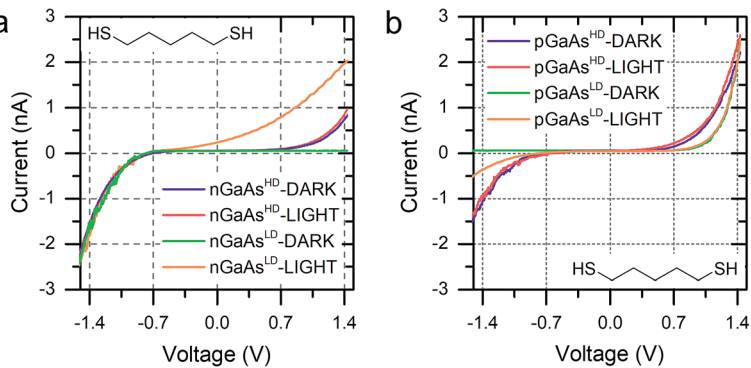 a
HS
SH
3
2
1
0
-1
-2
-3
Current (nA)
nGaAsᴴᴰ-DARK
nGaAsᴴᴰ-LIGHT
nGaAsᴸᴰ-DARK
nGaAsᴸᴰ-LIGHT
-1.4 -0.7 0.0 0.7 1.4
Voltage (V)
b
3
2
1
0
-1
-2
-3
Current (nA)
pGaAsᴴᴰ-DARK
pGaAsᴴᴰ-LIGHT
pGaAsᴸᴰ-DARK
pGaAsᴸᴰ-LIGHT
HS
SH
-1.4 -0.7 0.0 0.7 1.4
Voltage (V)